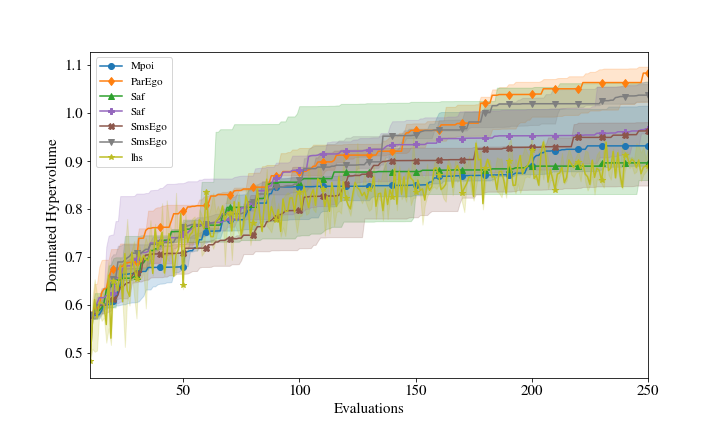 Mpoi
ParEgo
Saf
Saf
SmsEgo
SmsEgo
lhs
1.1
1.0
0.9
0.8
0.7
0.6
0.5
Dominated Hypervolume
50
100
150
200
250
Evaluations